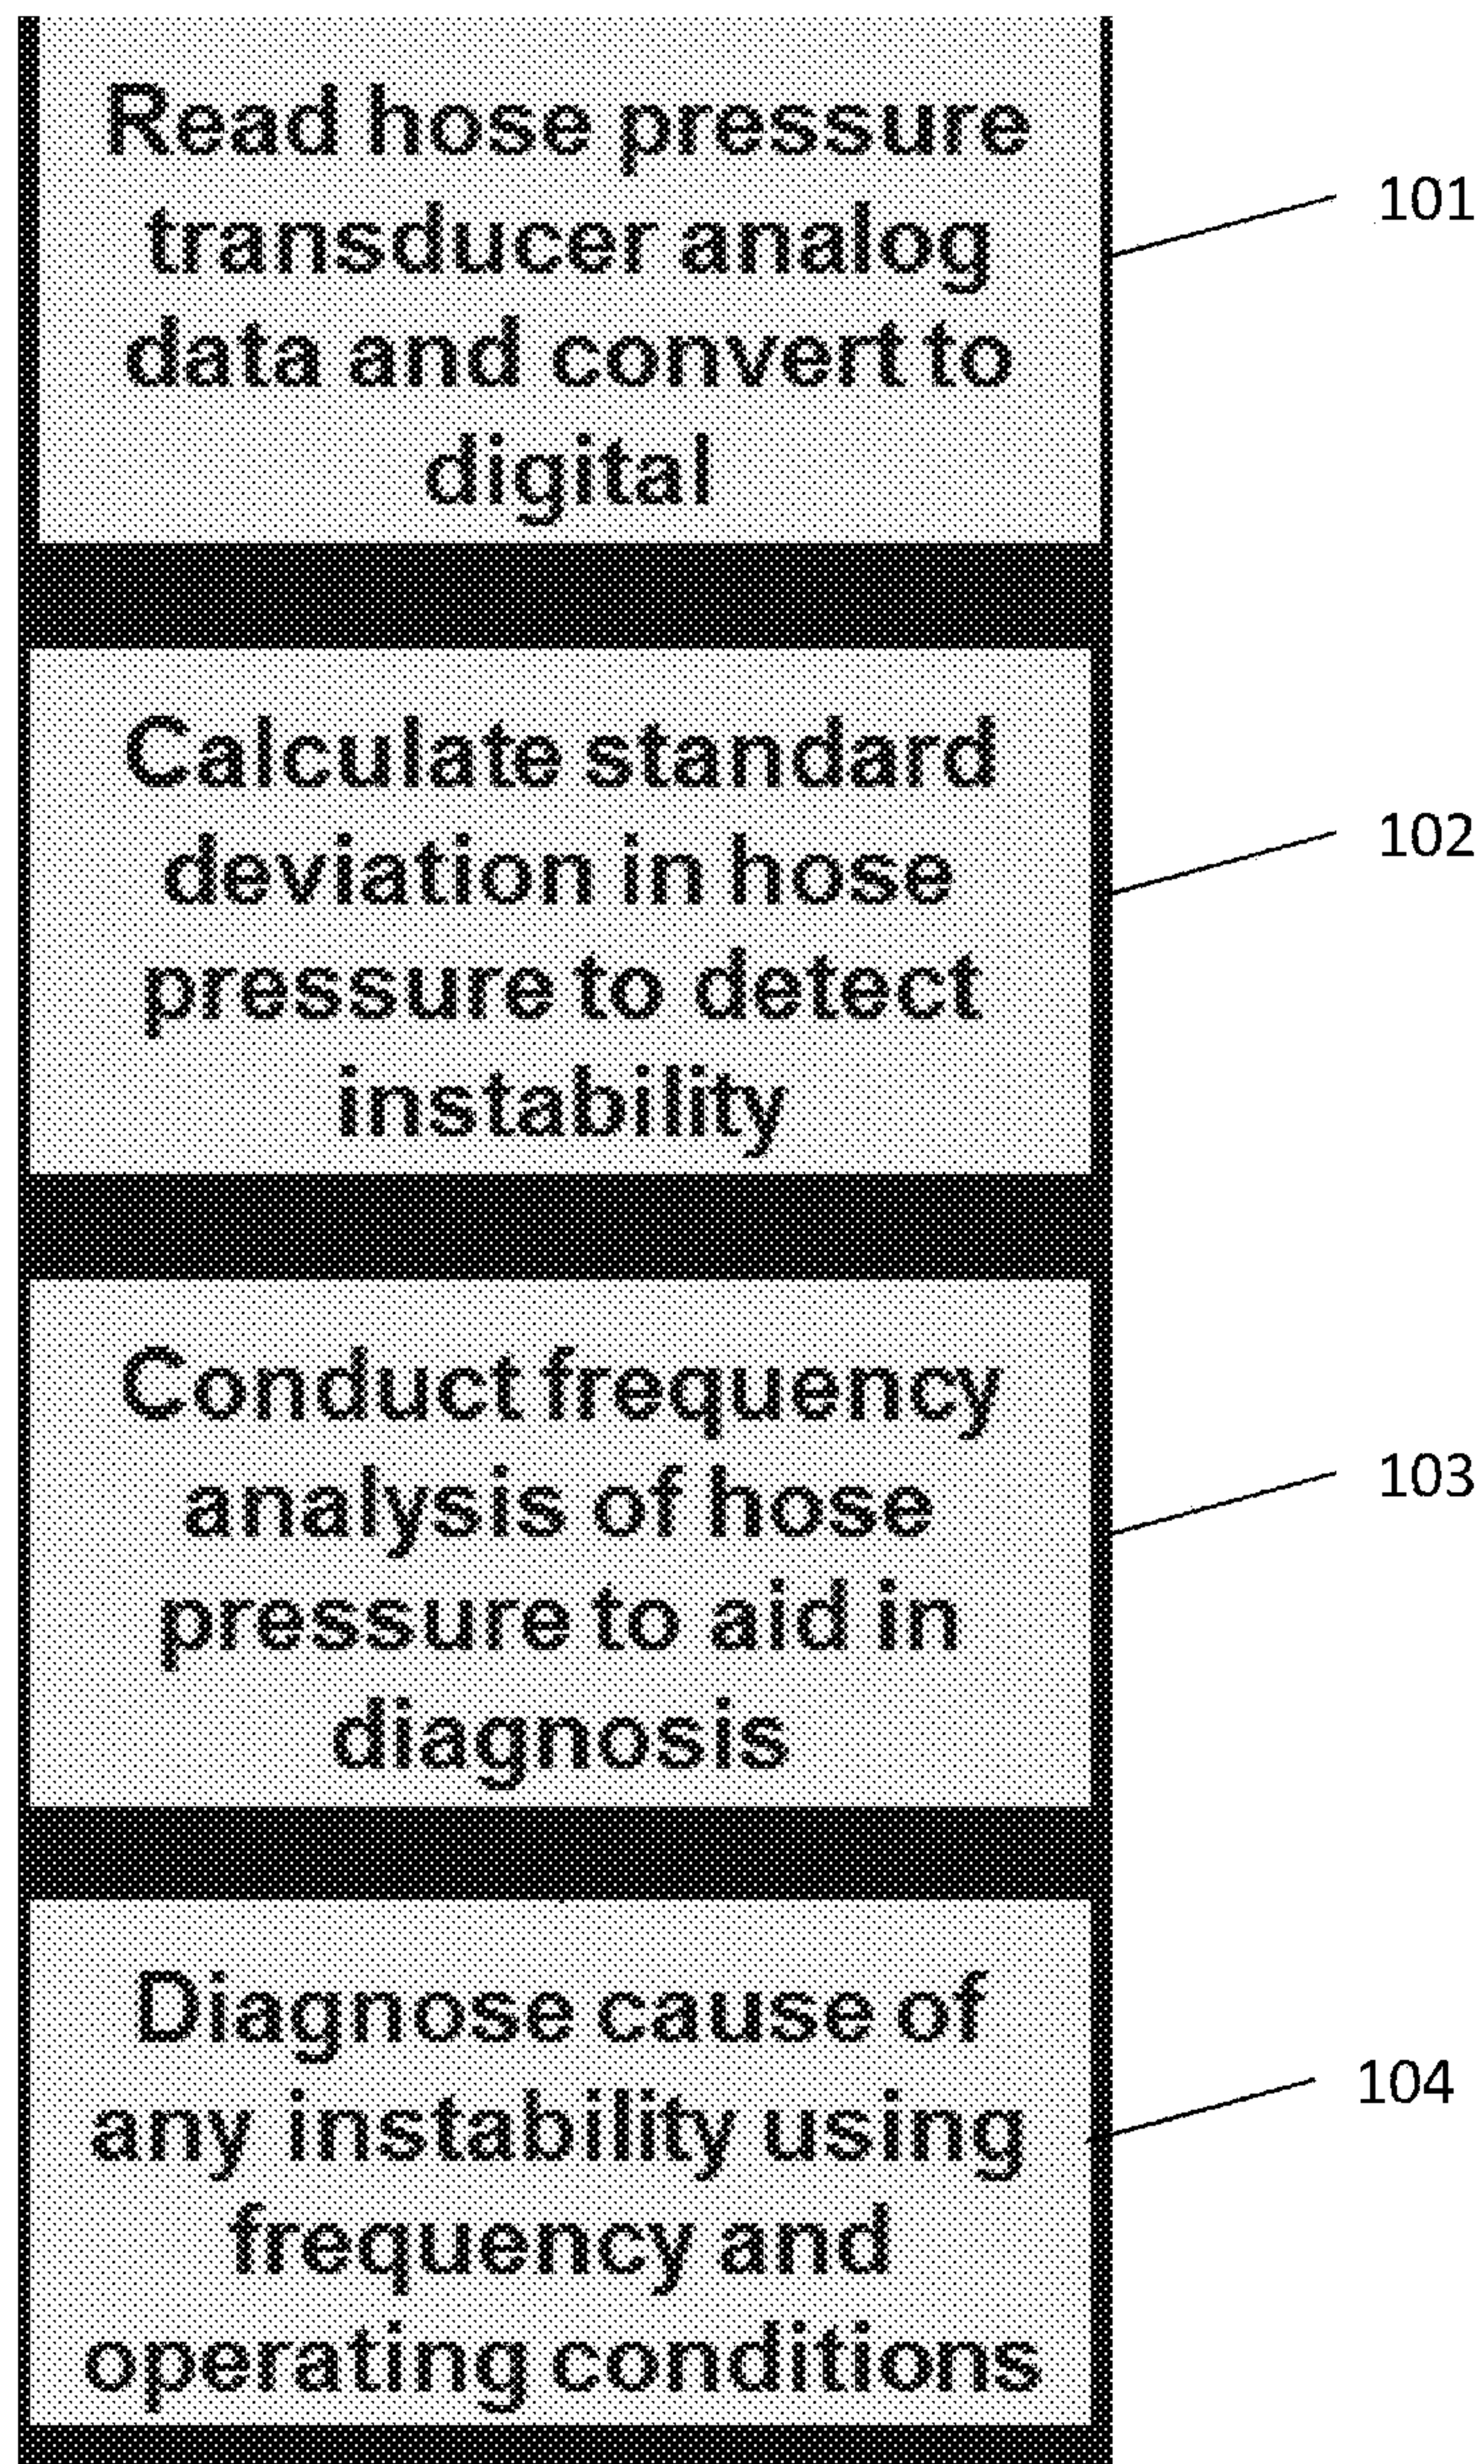 Read hose pressure
transducer analog
data and convert to
digital
101
Calculate standard
deviation in hose
pressure to detect
instability
102
Conduct frequency
analysis of hose
pressure to aid in
diagnosis
103
Diagnose cause of
any instability using
frequency and
operating conditions
104